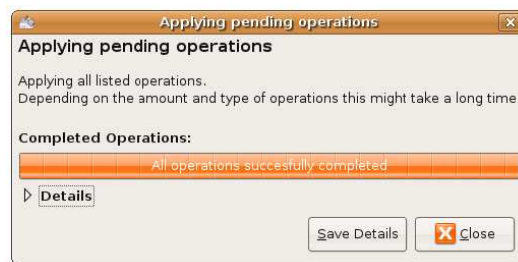 Applying pending operations
Applying pending operations
Applying all listed operations.
Depending on the amount and type of operations this might take a long time
Completed Operations:
All operations succesfully completed
Details
Save Details
Close